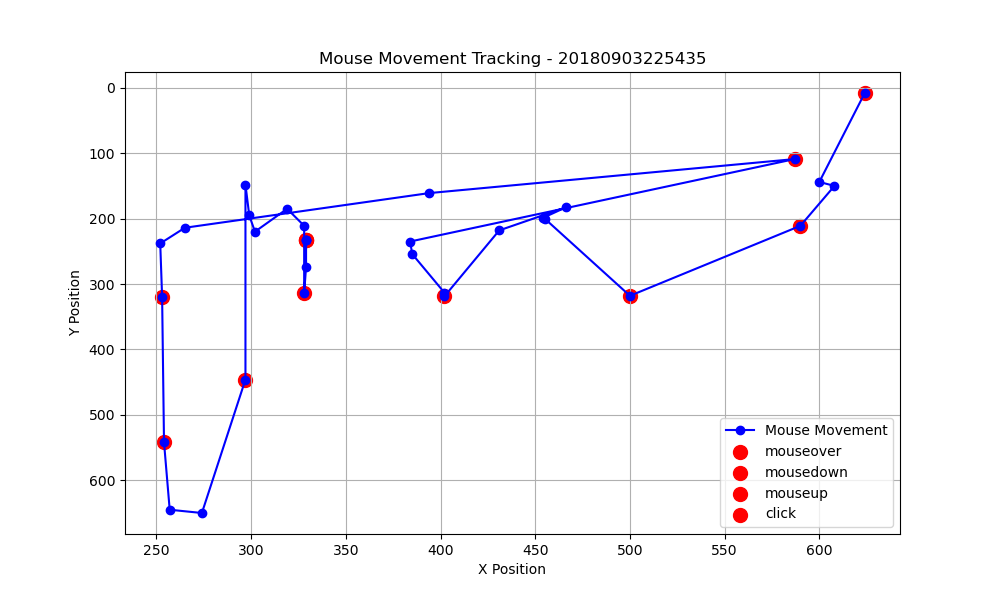 Mouse Movement Tracking - 20180903225435
0
100
200
300
400
500
600
Y Position
250
300
350
400
450
500
550
600
X Position
Mouse Movement
mouseover
mousedown
mouseup
click